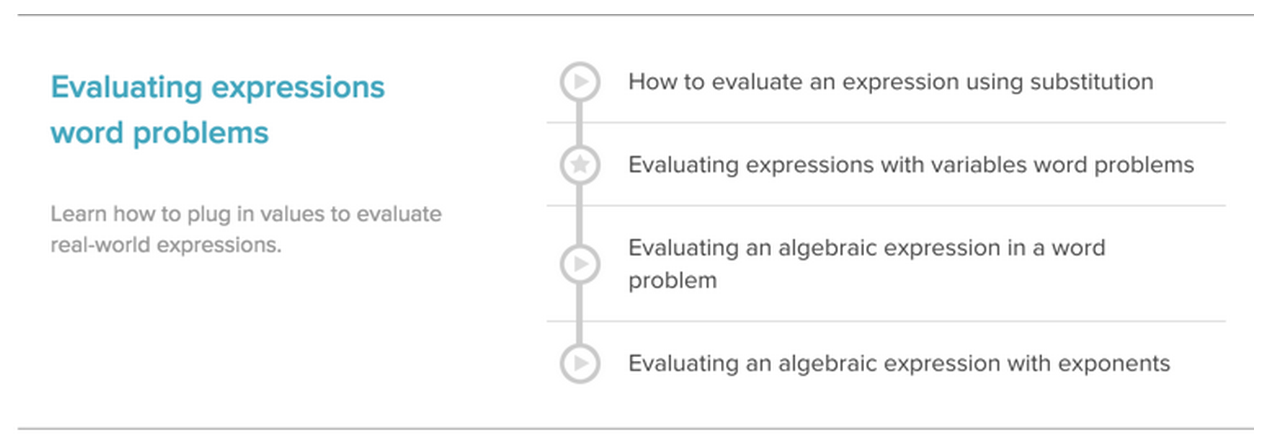 Evaluating expressions
word problems
Learn how to plug in values to evaluate
real-world expressions.
How to evaluate an expression using substitution
Evaluating expressions with variables word problems
Evaluating an algebraic expression in a word
problem
Evaluating an algebraic expression with exponents